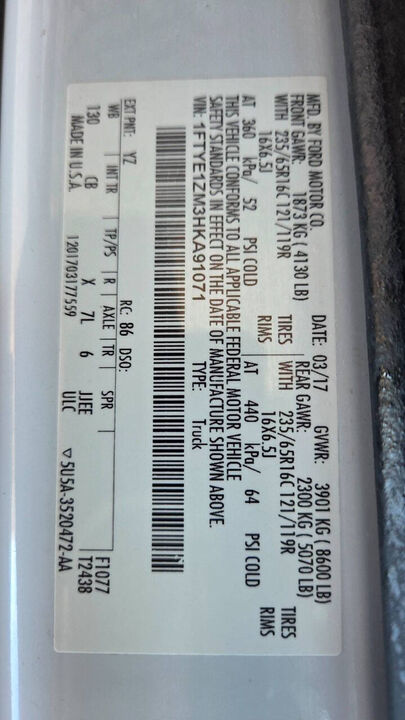 MFD. BY FORD MOTOR CO.
DATE: 03/17 GVWR: 3901 KG ( 8600 LB)
FRONT GAWR: 1873 KG ( 4130 LB) REAR GAWR: 2300 KG ( 5070 LB)
WITH 235/65R16C 121/119R TIRES WITH 235/65R16C 121/119R TIRES
16X6.5J RIMS 16X6.5J RIMS
AT 360 kPa/ 52 PSI COLD AT 440 kPa/ 64 PSI COLD
THIS VEHICLE CONFORMS TO ALL APPLICABLE FEDERAL MOTOR VEHICLE
SAFETY STANDARDS IN EFFECT ON THE DATE OF MANUFACTURE SHOWN ABOVE.
VIN: 1FTYE1ZM3HKA91071 TYPE: Truck
EXT PNT: YZ RC: 86 DSO:
WB INT TR TP/PS R AXLE TR SPR F1077
130 CB X 7L 6 JJEE T2438
UIC
MADE IN U.S.A. 1201703177559 ▽5U5A-3520472-AA